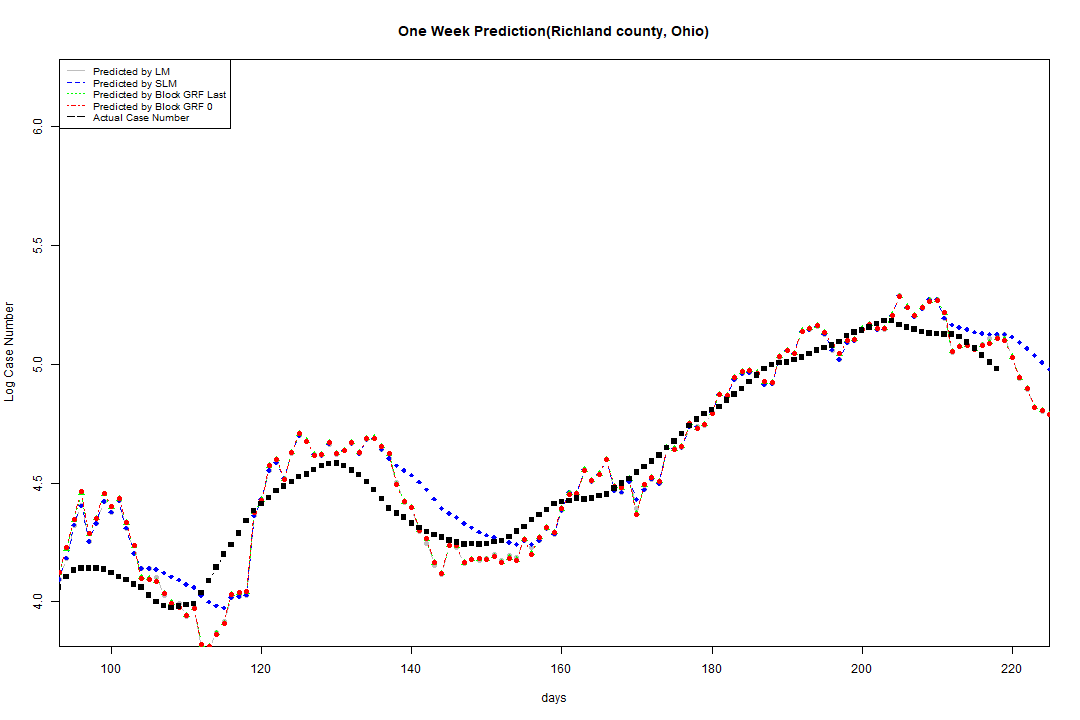 One Week Prediction(Richland county, Ohio)
Predicted by LM
Predicted by SLM
Predicted by Block GRF Last
Predicted by Block GRF 0
Actual Case Number
6.0
5.5
5.0
4.5
4.0
Log Case Number
100 120 140 160 180 200 220
days